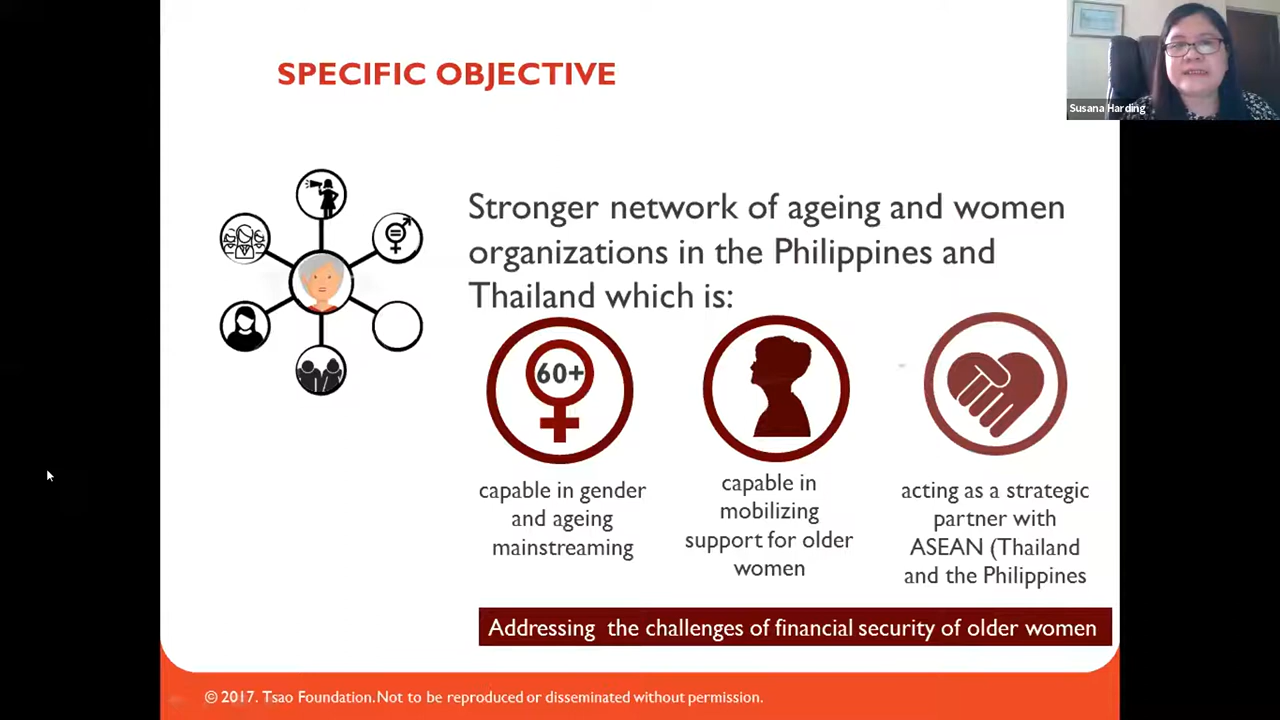 SPECIFIC OBJECTIVE
Susana Harding
Stronger network of ageing and women
organizations in the Philippines and
Thailand which is:
60+
capable in gender
and ageing
mainstreaming
capable in
mobilizing
support for older
women
acting as a strategic
partner with
ASEAN (Thailand
and the Philippines
Addressing the challenges of financial security of older women
© 2017. Tsao Foundation. Not to be reproduced or disseminated without permission.